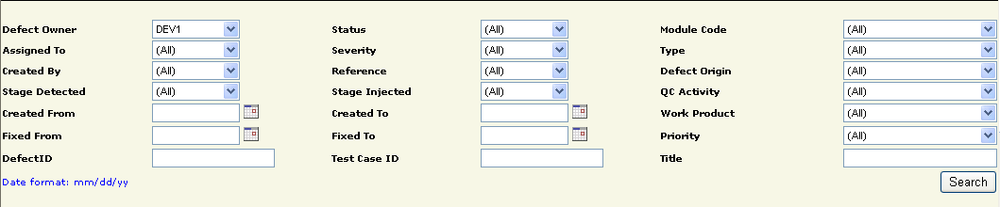 Defect Owner DEV1 Status (All) Module Code (All)
Assigned To (All) Severity (All) Type (All)
Created By (All) Reference (All) Defect Origin (All)
Stage Detected (All) Stage Injected (All) QC Activity (All)
Created From Created To Work Product (All)
Fixed From Fixed To Priority (All)
DefectID Test Case ID Title
Date format: mm/dd/yy Search